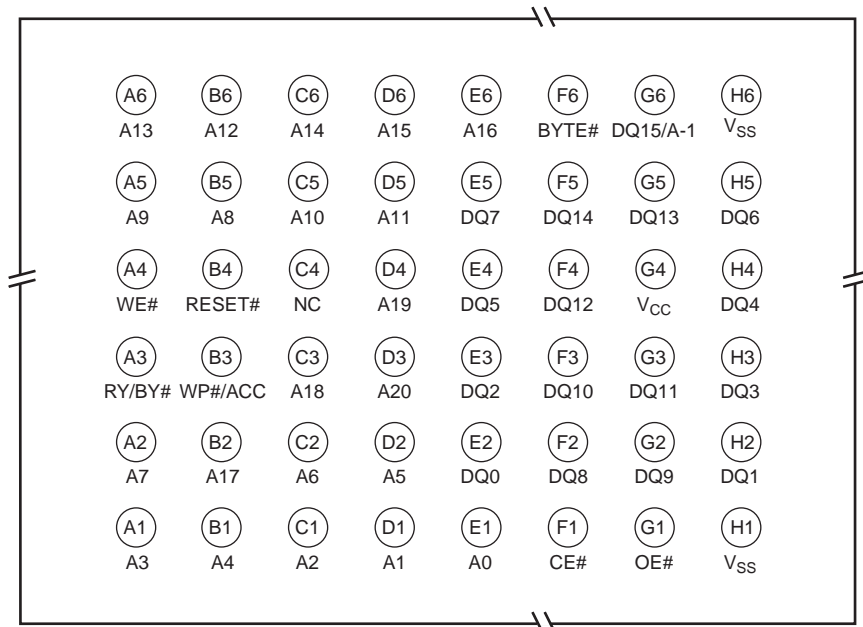 A6 B6 C6 D6 E6 F6 G6 H6
A13 A12 A14 A15 A16 BYTE# DQ15/A-1 VSS
A5 B5 C5 D5 E5 F5 G5 H5
A9 A8 A10 A11 DQ7 DQ14 DQ13 DQ6
A4 B4 C4 D4 E4 F4 G4 H4
WE# RESET# NC A19 DQ5 DQ12 VCC DQ4
A3 B3 C3 D3 E3 F3 G3 H3
RY/BY# WP#/ACC A18 A20 DQ2 DQ10 DQ11 DQ3
A2 B2 C2 D2 E2 F2 G2 H2
A7 A17 A6 A5 DQ0 DQ8 DQ9 DQ1
A1 B1 C1 D1 E1 F1 G1 H1
A3 A4 A2 A1 A0 CE# OE# VSS